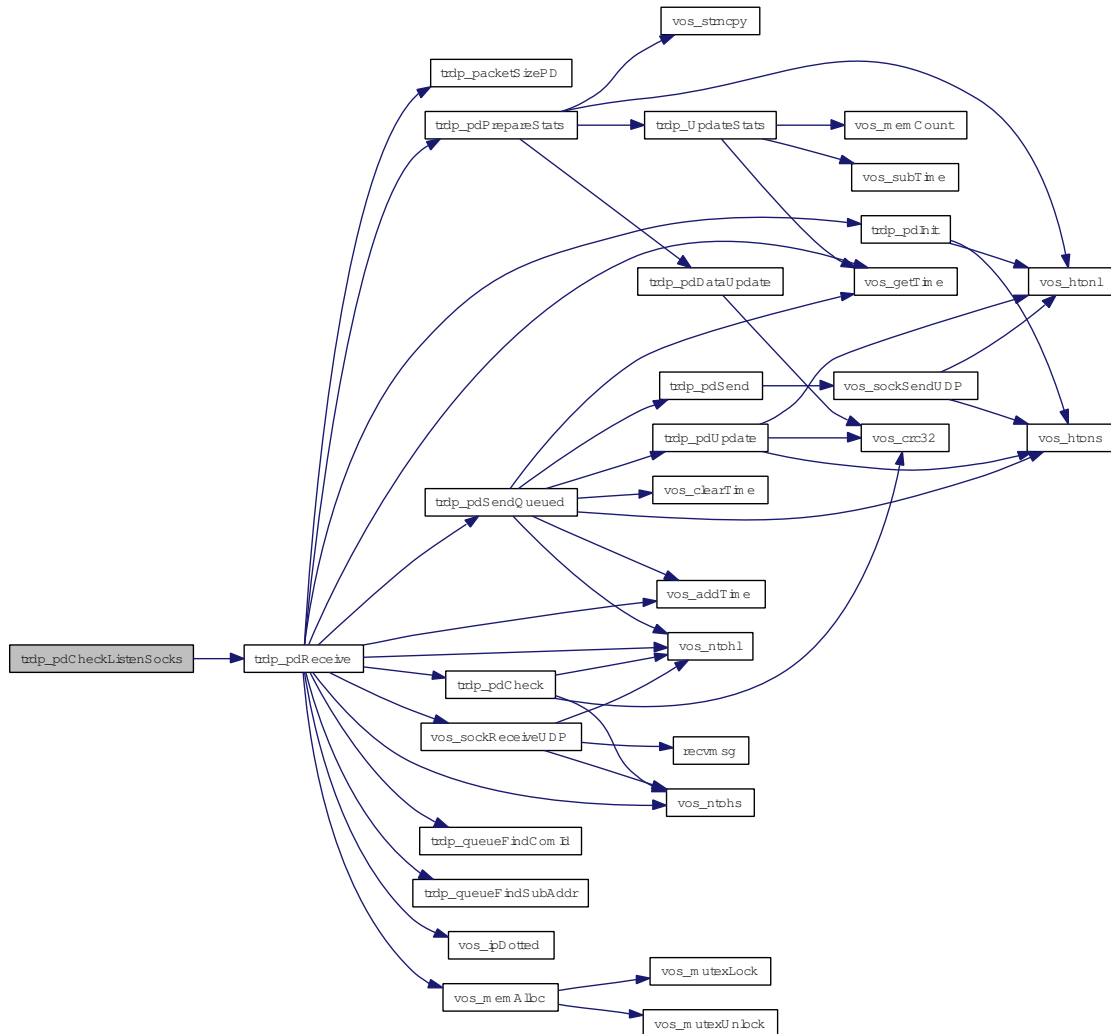 vos_strncpy
trdp_packetSizePD
trdp_pdPrepareStats
trdp_UpdateStats
vos_memCount
vos_subTime
trdp_pdInit
trdp_pdDataUpdate
vos_getTime
vos_htonl
trdp_pdSend
vos_sockSendUDP
trdp_pdUpdate
vos_crc32
vos_htons
vos_clearTime
trdp_pdSendQueued
vos_addTime
vos_ntohl
trdp_pdCheckListenSocks
trdp_pdReceive
trdp_pdCheck
vos_sockReceiveUDP
recvmsg
vos_ntohs
trdp_queueFindComId
trdp_queueFindSubAddr
vos_ipDotted
vos_mutexLock
vos_memAlloc
vos_mutexUnlock